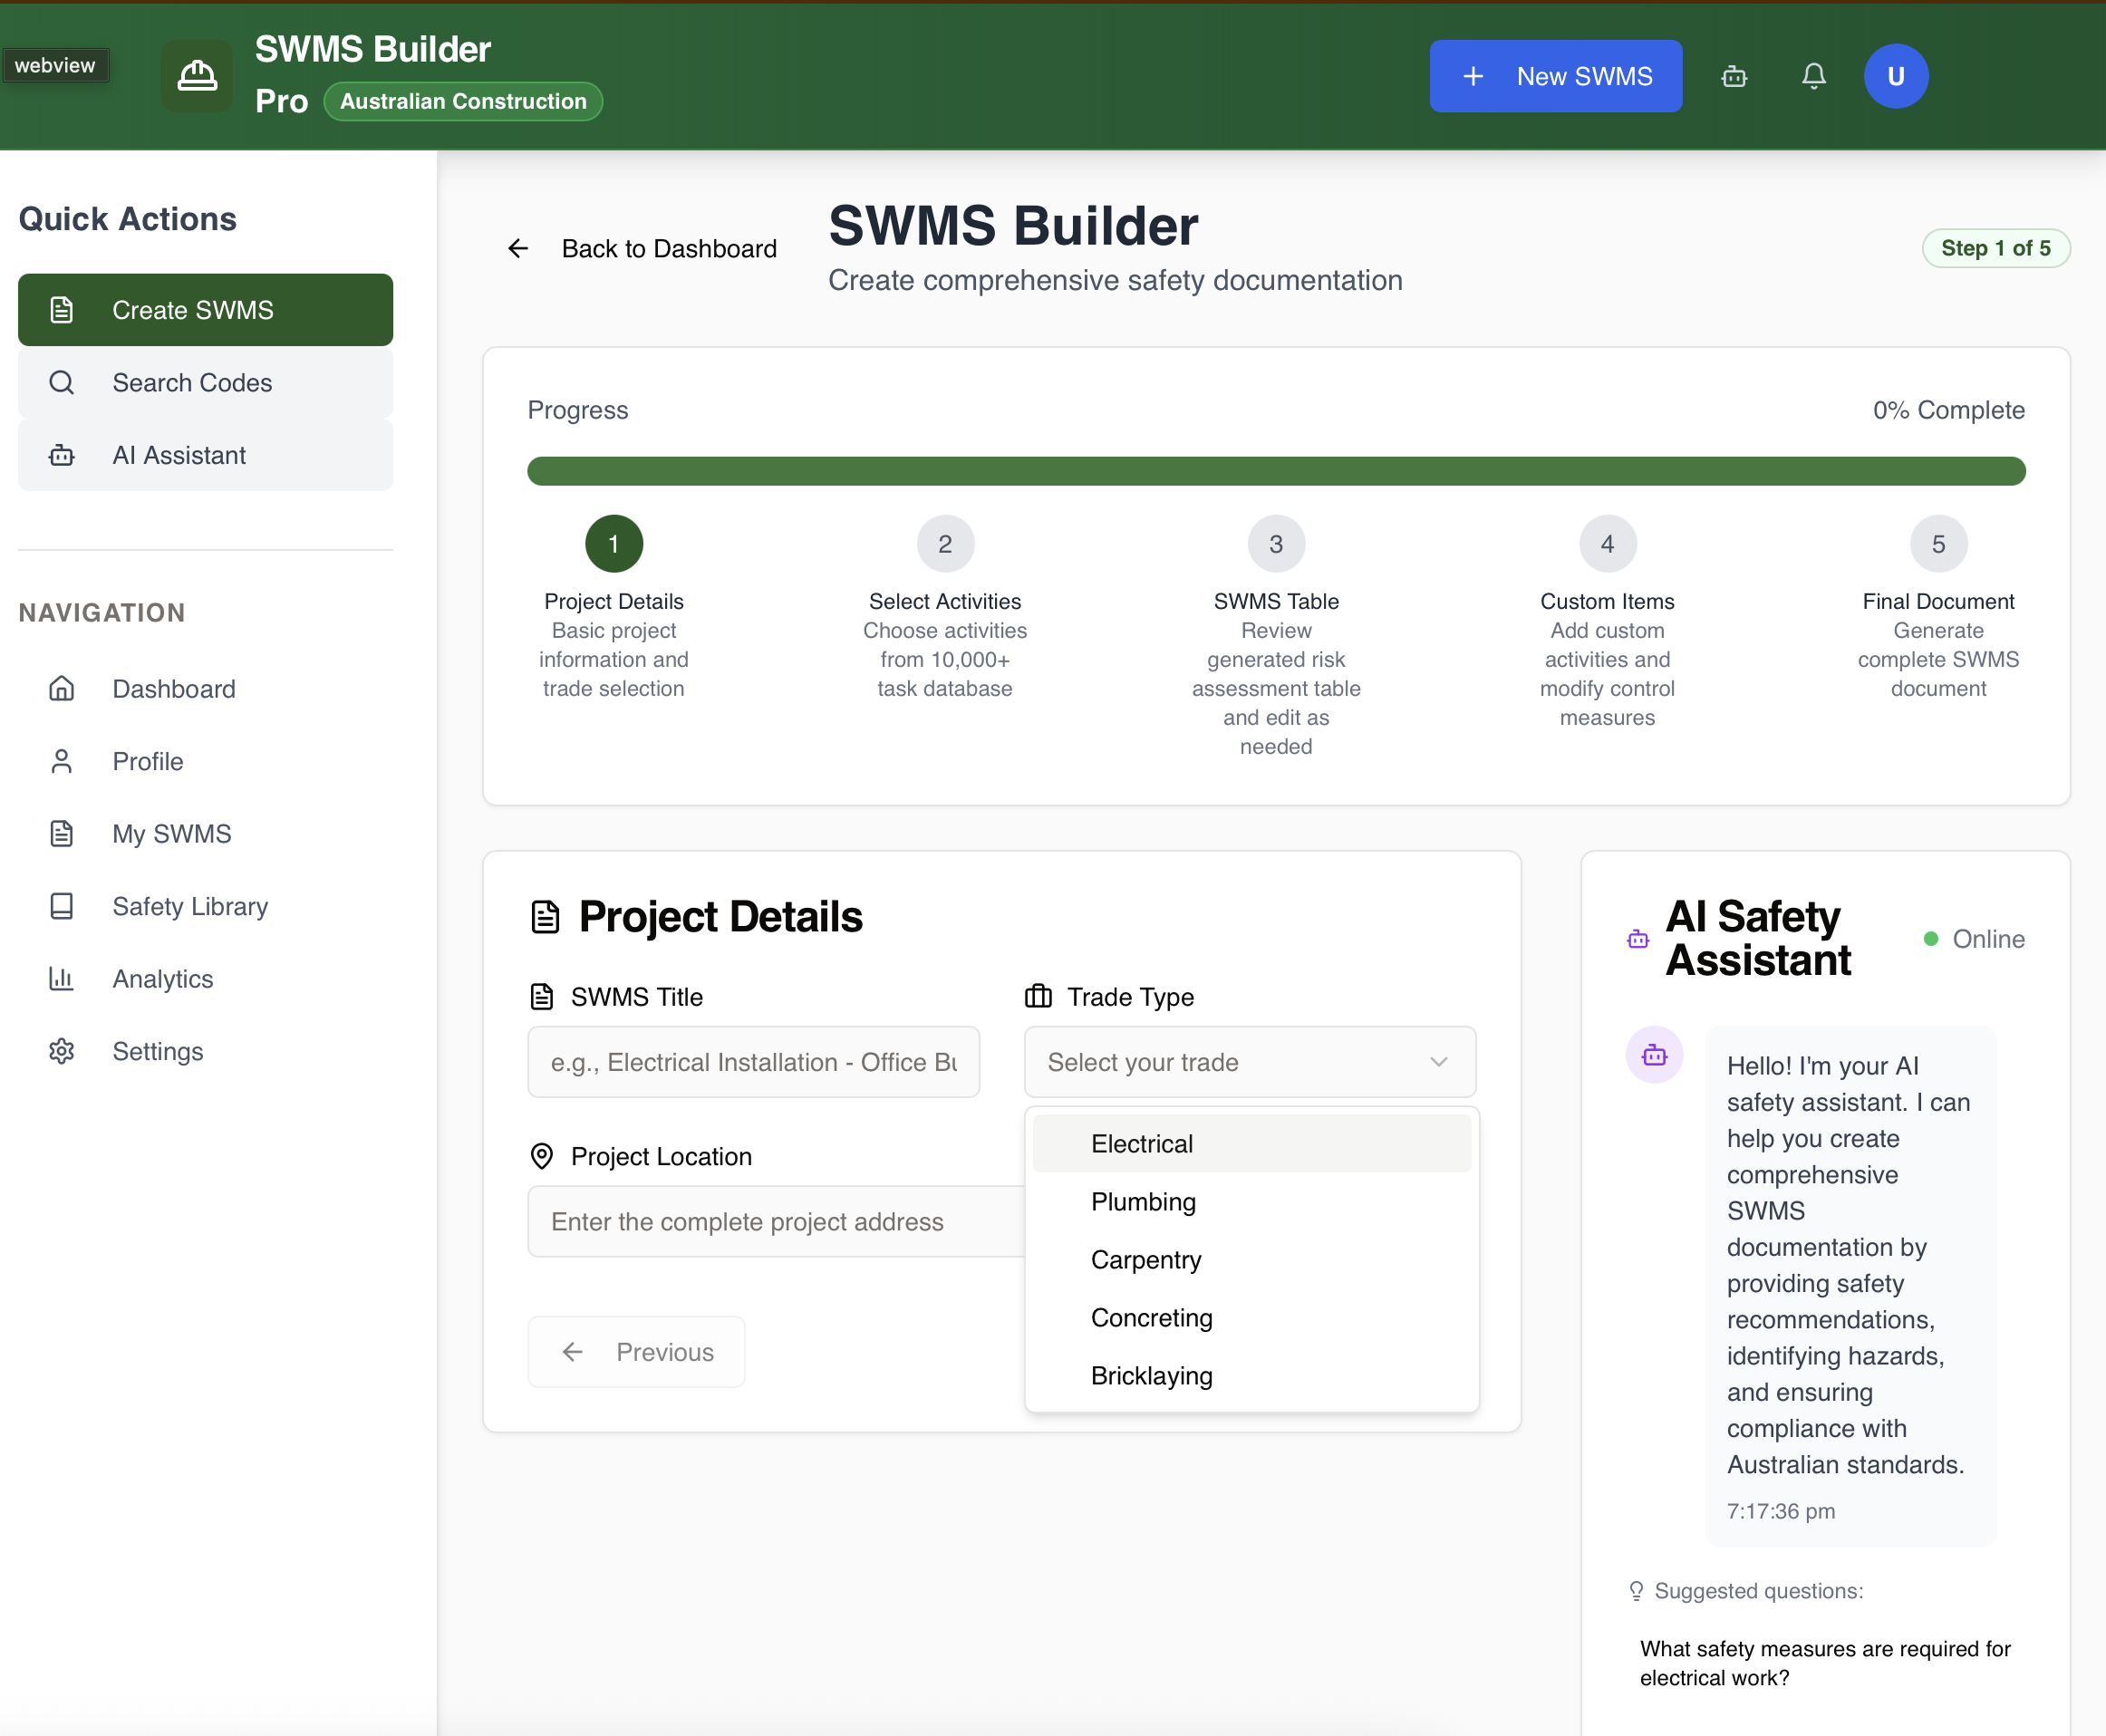 webview
SWMS Builder
Pro
Australian Construction
New SWMS
U
Quick Actions
Create SWMS
Search Codes
AI Assistant
NAVIGATION
Dashboard
Profile
My SWMS
Safety Library
Analytics
Settings
Back to Dashboard
SWMS Builder
Create comprehensive safety documentation
Step 1 of 5
Progress
0% Complete
1
Project Details
Basic project
information and
trade selection
2
Select Activities
Choose activities
from 10,000+
task database
3
SWMS Table
Review
generated risk
assessment table
and edit as
needed
4
Custom Items
Add custom
activities and
modify control
measures
5
Final Document
Generate
complete SWMS
document
Project Details
SWMS Title
e.g., Electrical Installation - Office Bu
Trade Type
Select your trade
Electrical
Plumbing
Carpentry
Concreting
Bricklaying
Project Location
Enter the complete project address
Previous
AI Safety
Assistant
Online
Hello! I'm your AI
safety assistant. I can
help you create
comprehensive
SWMS
documentation by
providing safety
recommendations,
identifying hazards,
and ensuring
compliance with
Australian standards.
7:17:36 pm
Suggested questions:
What safety measures are required for
electrical work?